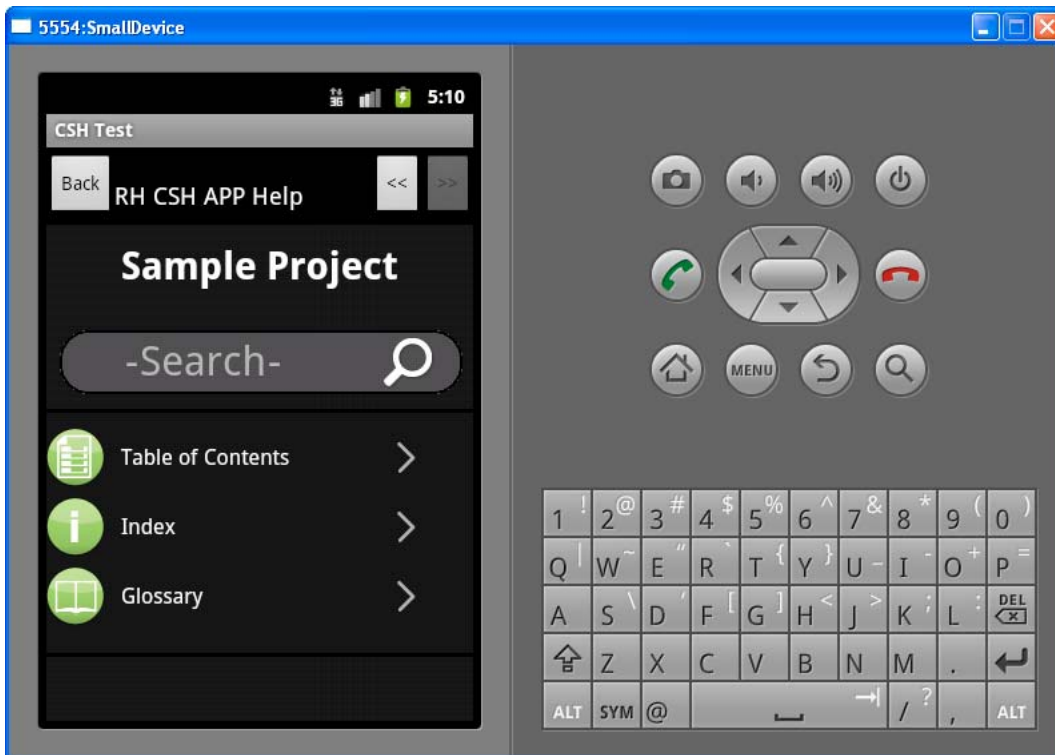 5554:SmallDevice
3G 5:10
CSH Test
Back RH CSH APP Help << >>
Sample Project
-Search-
Table of Contents
i Index
Glossary
MENU
1 ! 2 @ 3 # 4 $ 5 % 6 ^ 7 & 8 * 9 ( 0 )
Q | W ~ E " R ` T { Y } U _ I - O + P =
A S \ D ' F [ G ] H < J > K ; L : DEL
Z X C V B N M .
ALT SYM @ / ? , ALT